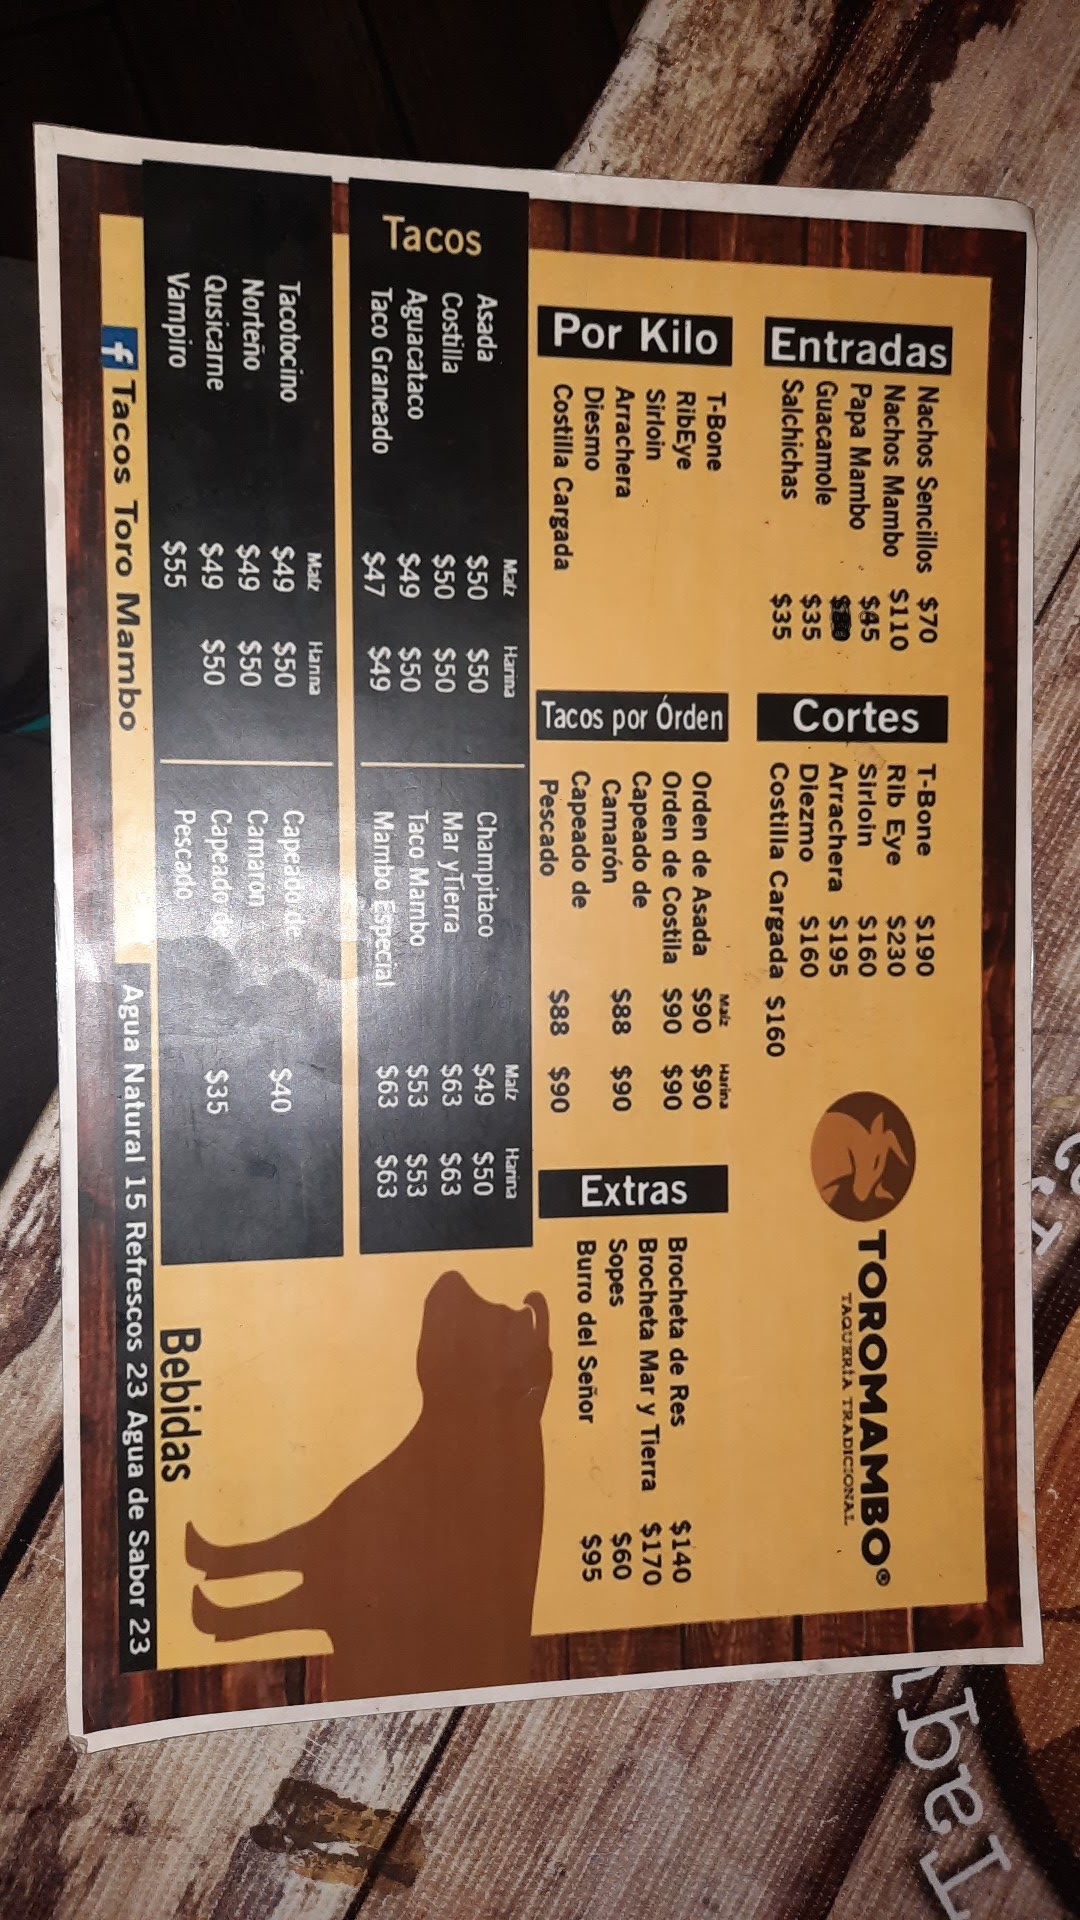 TOROMAMBO®
TAQUERÍA TRADICIONAL
Entradas
Nachos Sencillos $70
Nachos Mambo $110
Papa Mambo $45
Guacamole $35
Salchichas $35
Cortes
T-Bone $190
Rib Eye $230
Sirloin $160
Arrachera $195
Diezmo $160
Costilla Cargada $160
Por Kilo
T-Bone
RibEye
Sirloin
Arrachera
Diesmo
Costilla Cargada
Tacos por Órden
Maíz Harina
Orden de Asada $90 $90
Orden de Costila $90 $90
Capeado de
Camarón $88 $90
Capeado de
Pescado $88 $90
Extras
Brocheta de Res $140
Brocheta Mar y Tierra $170
Sopes $60
Burro del Señor $95
Tacos
Maíz Harina
Asada $50 $50
Costilla $50 $50
Aguacataco $49 $50
Taco Graneado $47 $49
Maíz Harina
Champitaco $49 $50
Mar yTierra $63 $63
Taco Mambo $53 $53
Mambo Especial $63 $63
Maíz Harina
Tacotocino $49 $50
Norteño $49 $50
Qusicarne $49 $50
Vampiro $55
Capeado de
Camarón $40
Capeado de
Pescado $35
Bebidas
f Tacos Toro Mambo
Agua Natural 15 Refrescos 23 Agua de Sabor 23